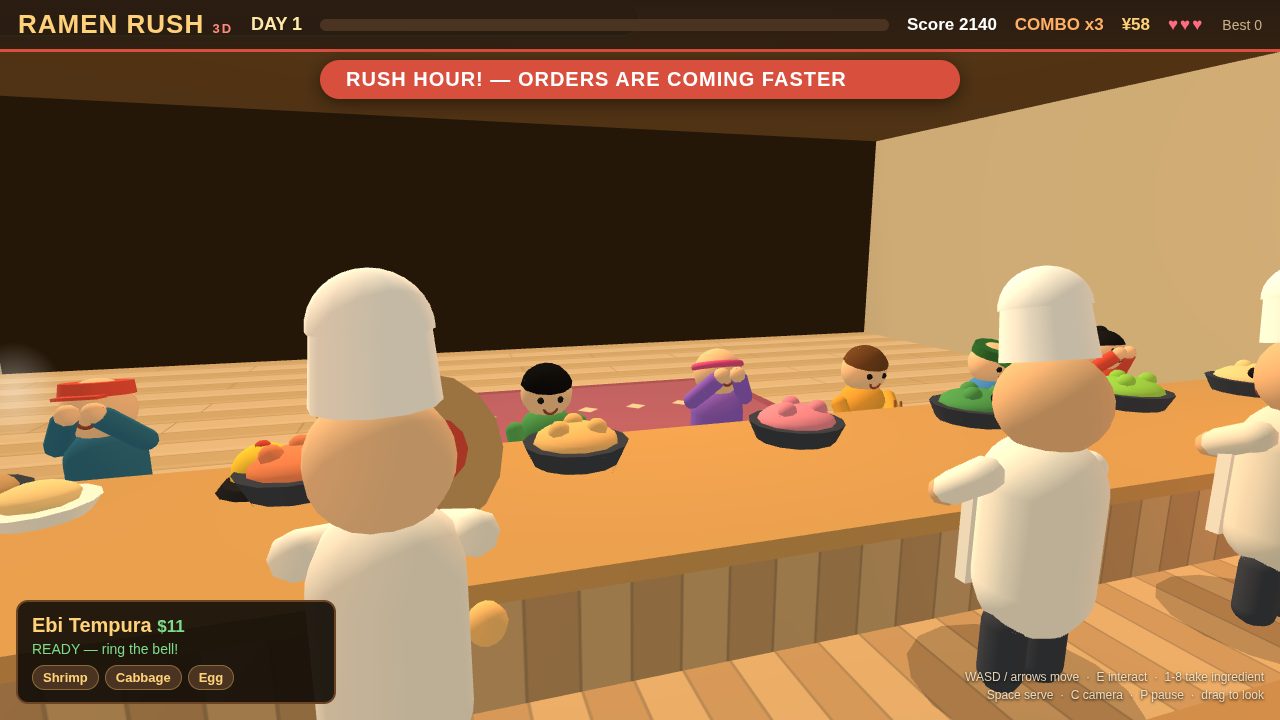 RAMEN RUSH 3D DAY 1 Score 2140 COMBO x3 ¥58 ♥♥♥ Best 0
RUSH HOUR! — ORDERS ARE COMING FASTER
Ebi Tempura $11
READY — ring the bell!
Shrimp Cabbage Egg
WASD / arrows move · E interact · 1-8 take ingredient
Space serve · C camera · P pause · drag to look